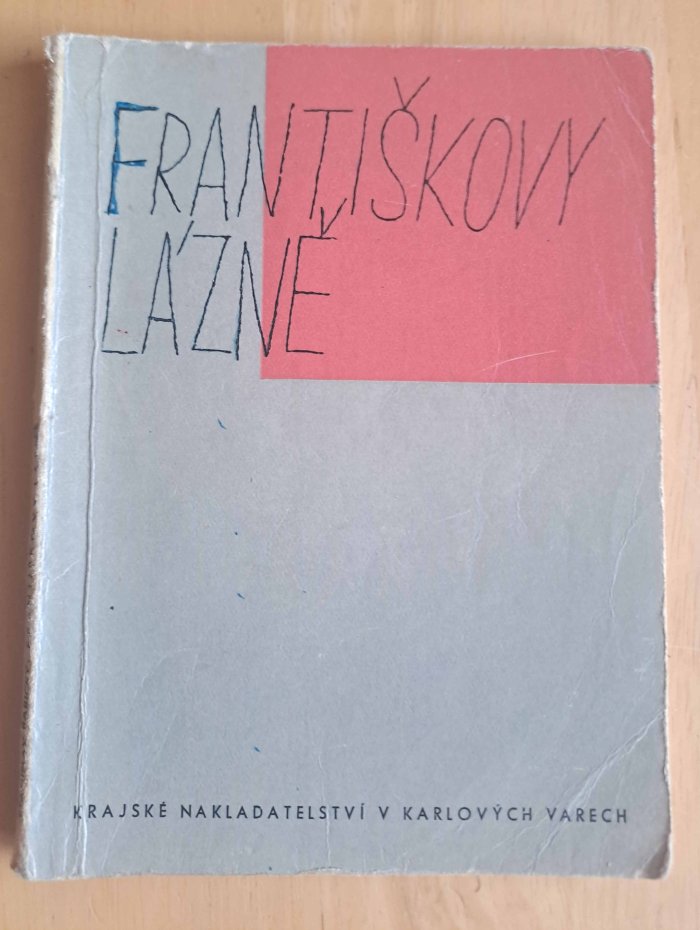 FRANTIŠKOVY
LÁZNĚ
KRAJSKÉ NAKLADATELSTVÍ V KARLOVÝCH VARECH